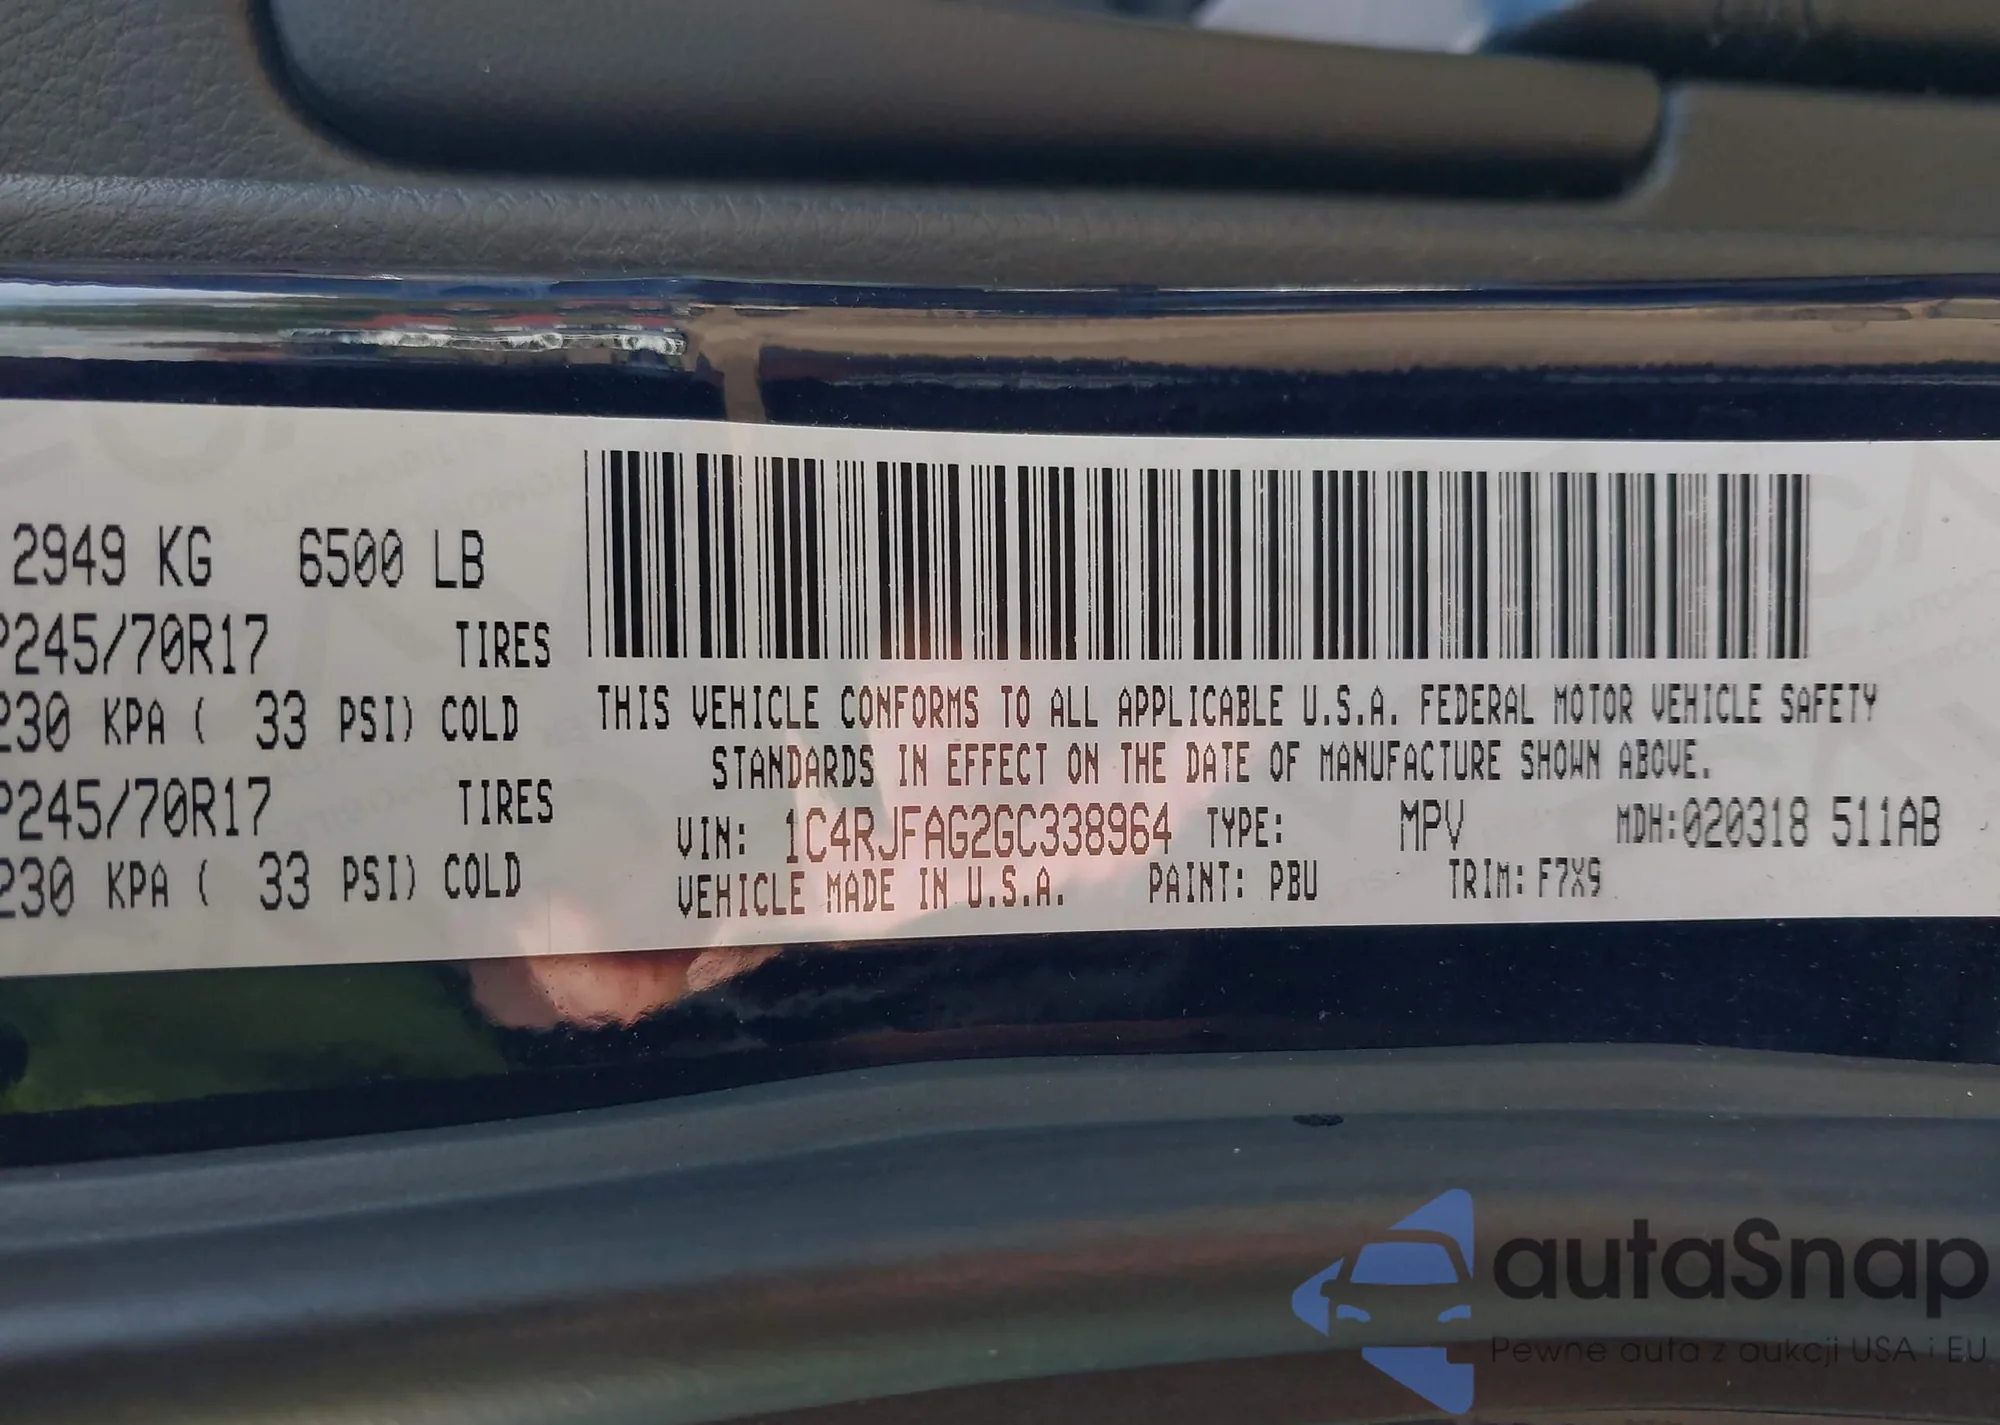 2949 KG 6500 LB
P245/70R17 TIRES
230 KPA ( 33 PSI) COLD
P245/70R17 TIRES
230 KPA ( 33 PSI) COLD
THIS VEHICLE CONFORMS TO ALL APPLICABLE U.S.A. FEDERAL MOTOR VEHICLE SAFETY
STANDARDS IN EFFECT ON THE DATE OF MANUFACTURE SHOWN ABOVE.
VIN: 1C4RJFAG2GC338964 TYPE: MPV MDH:020318 511AB
VEHICLE MADE IN U.S.A. PAINT: PBU TRIM: F7X9
autaSnap
Pewne auta z aukcji USA i EU